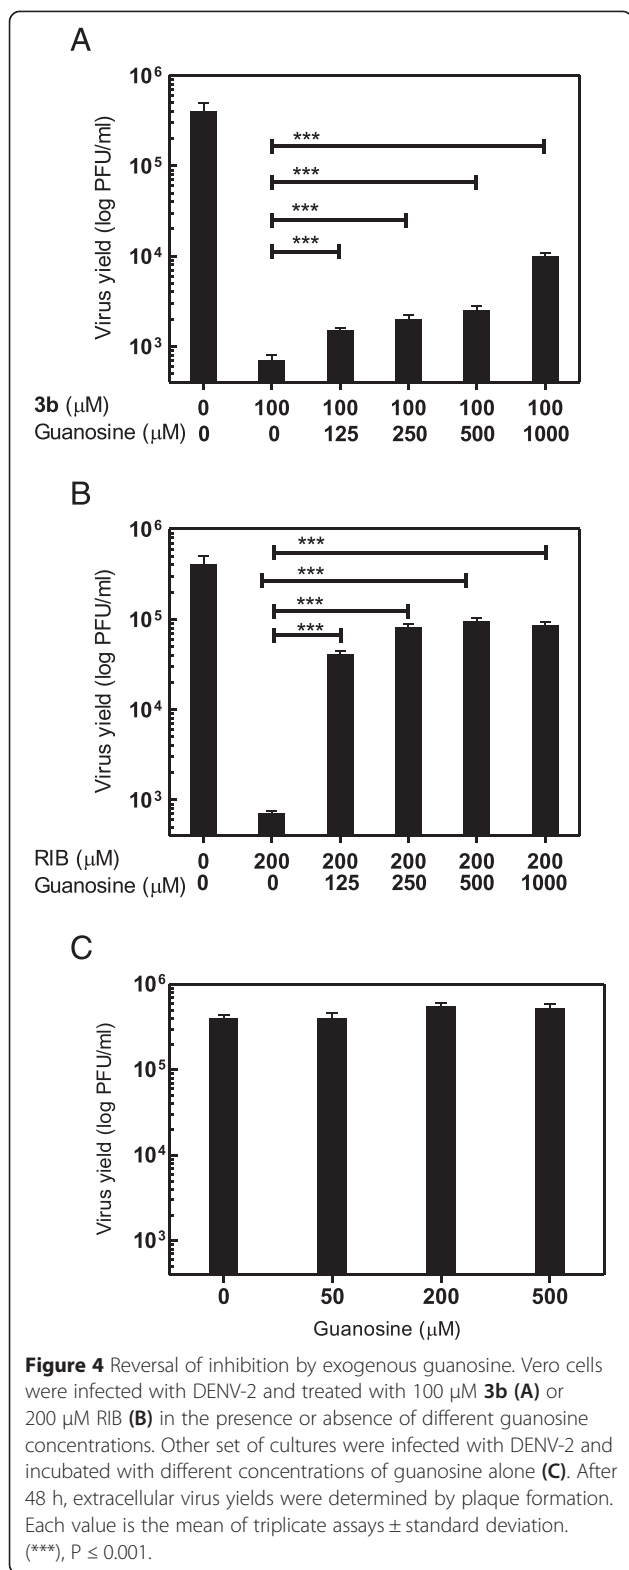 A
10⁶
10⁵
10⁴
10³
Virus yield (log PFU/ml)
***
***
***
***
3b (μM) 0 100 100 100 100 100
Guanosine (μM) 0 0 125 250 500 1000
B
10⁶
10⁵
10⁴
10³
Virus yield (log PFU/ml)
***
***
***
***
RIB (μM) 0 200 200 200 200 200
Guanosine (μM) 0 0 125 250 500 1000
C
10⁶
10⁵
10⁴
10³
Virus yield (log PFU/ml)
0 50 200 500
Guanosine (μM)
Figure 4 Reversal of inhibition by exogenous guanosine. Vero cells
were infected with DENV-2 and treated with 100 μM 3b (A) or
200 μM RIB (B) in the presence or absence of different guanosine
concentrations. Other set of cultures were infected with DENV-2 and
incubated with different concentrations of guanosine alone (C). After
48 h, extracellular virus yields were determined by plaque formation.
Each value is the mean of triplicate assays ± standard deviation.
(***), P ≤ 0.001.